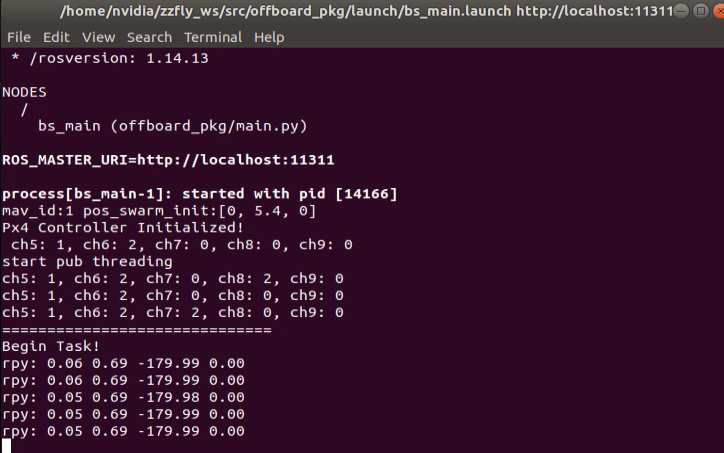 /home/nvidia/zzfly_ws/src/offboard_pkg/launch/bs_main.launch http://localhost:11311
File Edit View Search Terminal Help
* /rosversion: 1.14.13
NODES
/
bs_main (offboard_pkg/main.py)
ROS_MASTER_URI=http://localhost:11311
process[bs_main-1]: started with pid [14166]
mav_id:1 pos_swarm_init:[0, 5.4, 0]
Px4 Controller Initialized!
ch5: 1, ch6: 2, ch7: 0, ch8: 0, ch9: 0
start pub threading
ch5: 1, ch6: 2, ch7: 0, ch8: 2, ch9: 0
ch5: 1, ch6: 2, ch7: 0, ch8: 0, ch9: 0
ch5: 1, ch6: 2, ch7: 2, ch8: 0, ch9: 0
==============================
Begin Task!
rpy: 0.06 0.69 -179.99 0.00
rpy: 0.06 0.69 -179.99 0.00
rpy: 0.05 0.69 -179.98 0.00
rpy: 0.05 0.69 -179.99 0.00
rpy: 0.05 0.69 -179.99 0.00